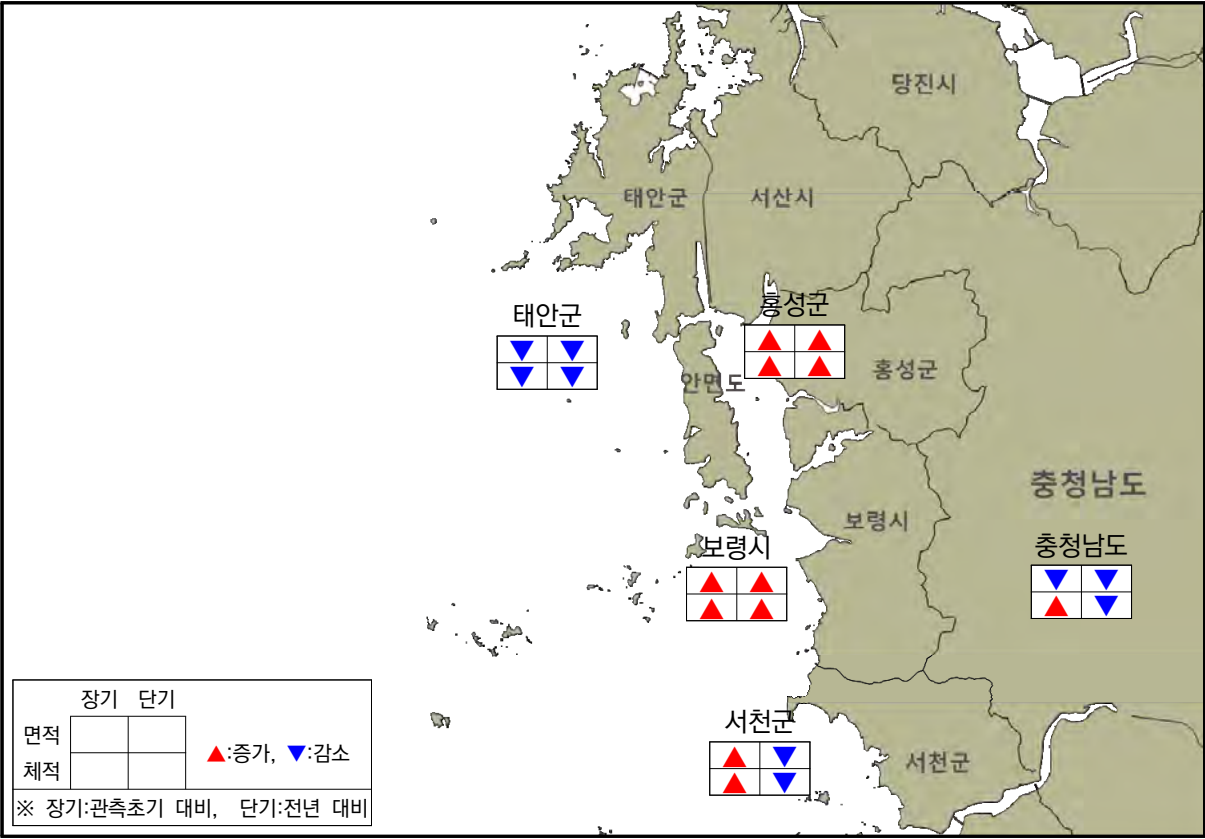 당진시
태안군
서산시
태안군
홍성군
안면도
홍성군
충청남도
보령시
보령시
충청남도
서천군
서천군
장기 단기
면적
체적
▲:증가, ▼:감소
※ 장기:관측초기 대비, 단기:전년 대비